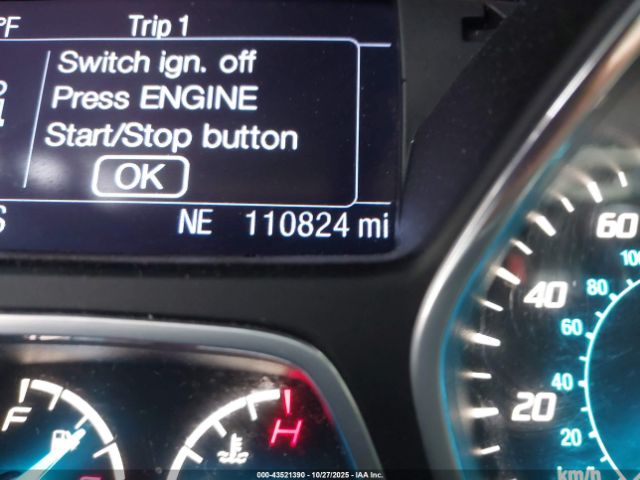 °F Trip 1
Switch ign. off
Press ENGINE
Start/Stop button
OK
S NE 110824 mi
60
100
40
80
60
F
H
40
20
20
km/h
000-43521390 - 10/27/2025 - IAA Inc.